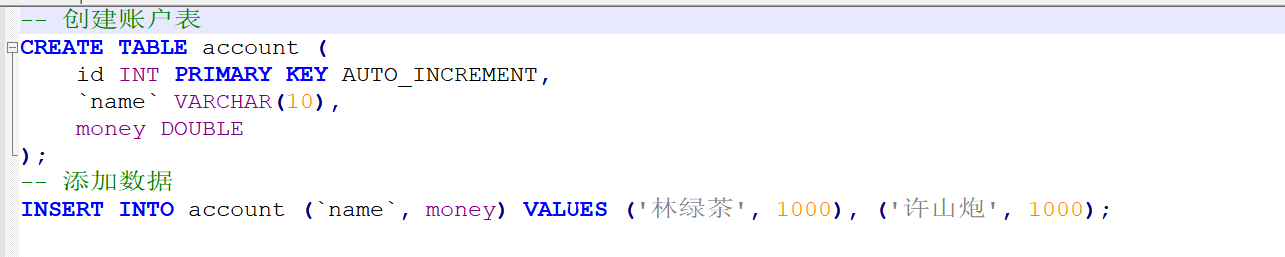 -- 创建账户表
CREATE TABLE account (
    id INT PRIMARY KEY AUTO_INCREMENT,
    `name` VARCHAR(10),
    money DOUBLE
);
-- 添加数据
INSERT INTO account (`name`, money) VALUES ('林绿茶', 1000), ('许山炮', 1000);